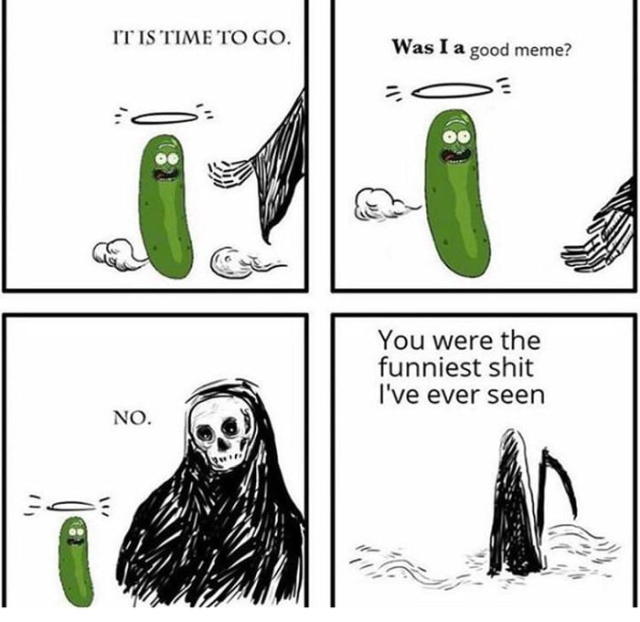 IT IS TIME TO GO.
Was I a good meme?
NO.
You were the
funniest shit
I've ever seen